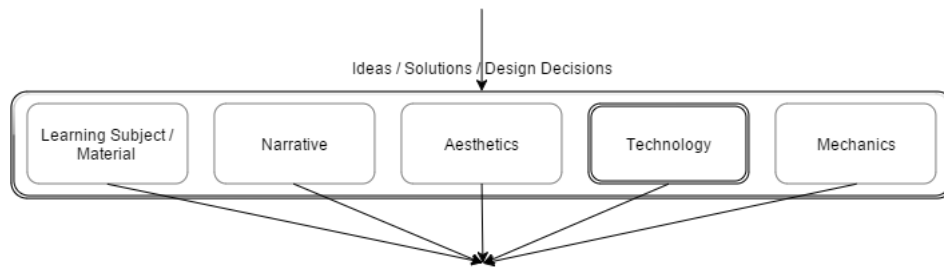 Ideas / Solutions / Design Decisions
Learning Subject /
Material
Narrative
Aesthetics
Technology
Mechanics